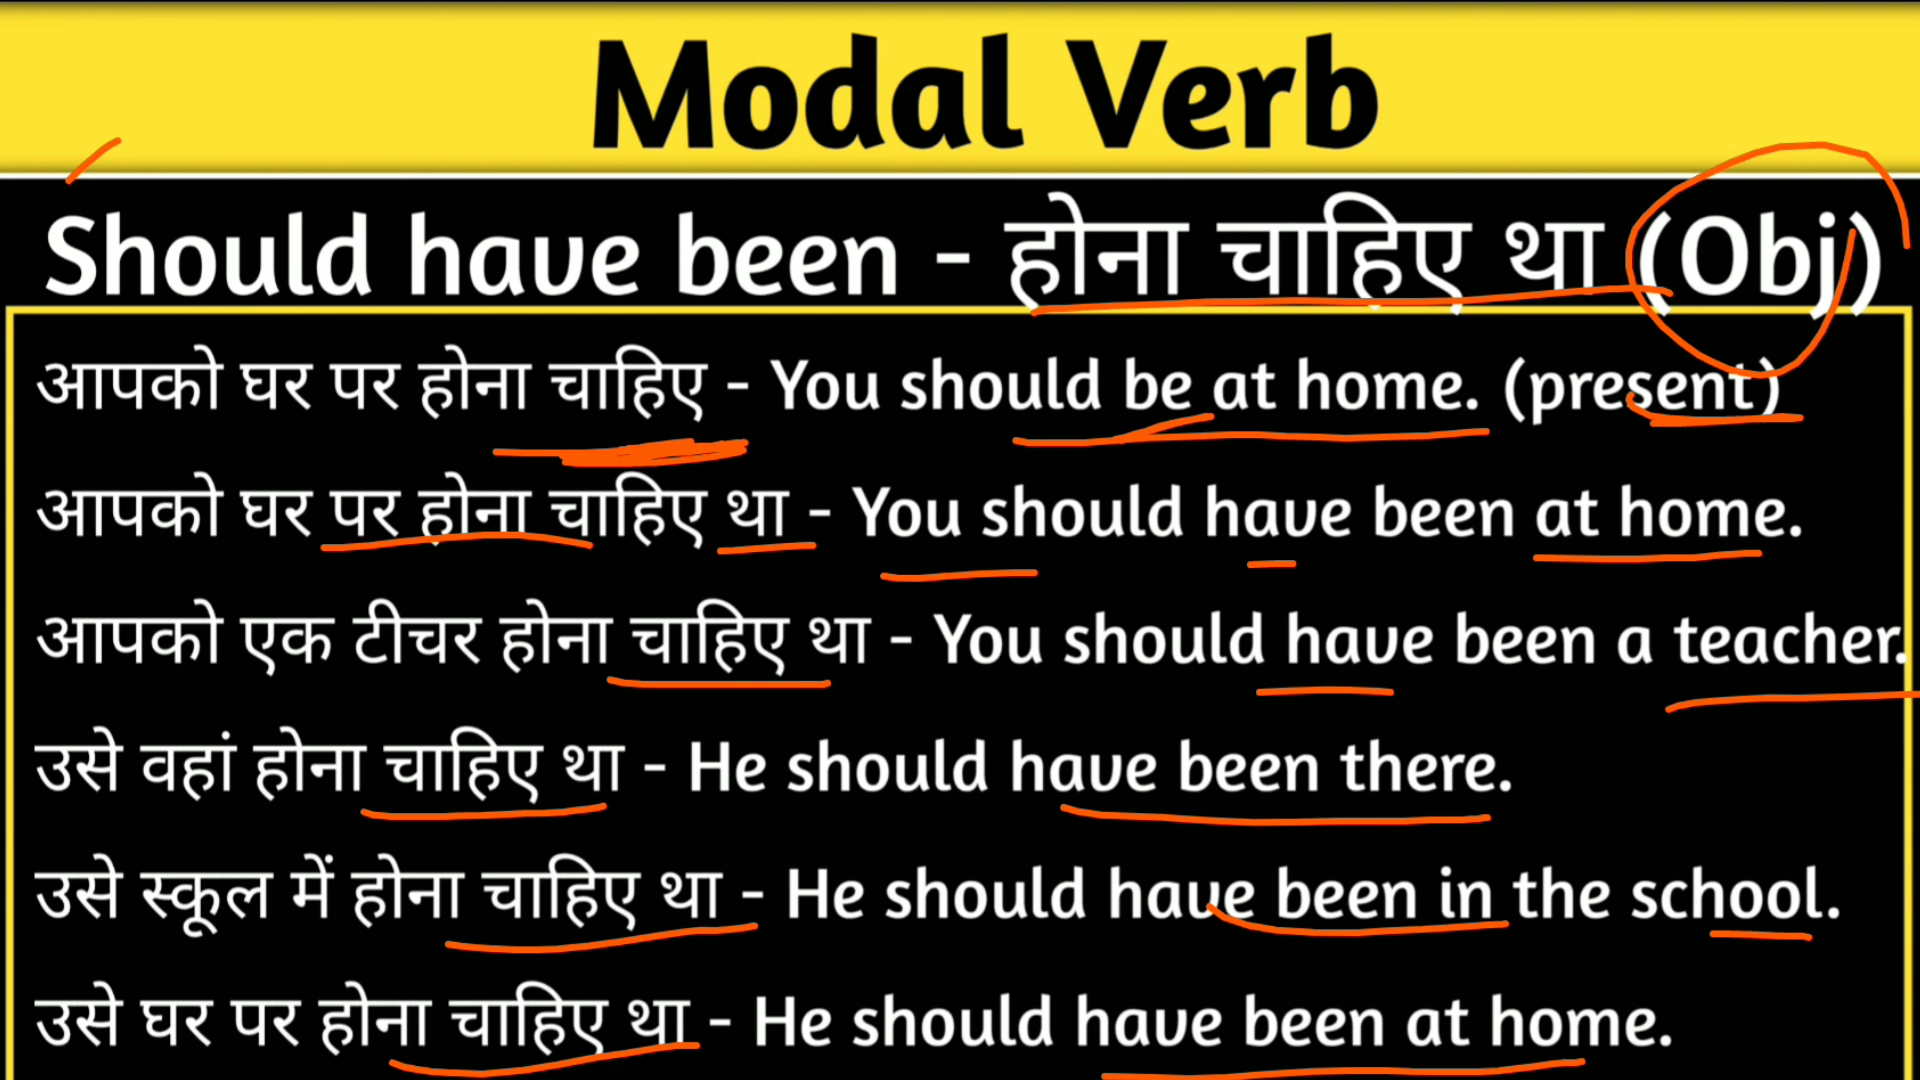 Modal Verb
Should have been - होना चाहिए था (Obj)
आपको घर पर होना चाहिए - You should be at home. (present)
आपको घर पर होना चाहिए था - You should have been at home.
आपको एक टीचर होना चाहिए था - You should have been a teacher.
उसे वहां होना चाहिए था - He should have been there.
उसे स्कूल में होना चाहिए था - He should have been in the school.
उसे घर पर होना चाहिए था - He should have been at home.